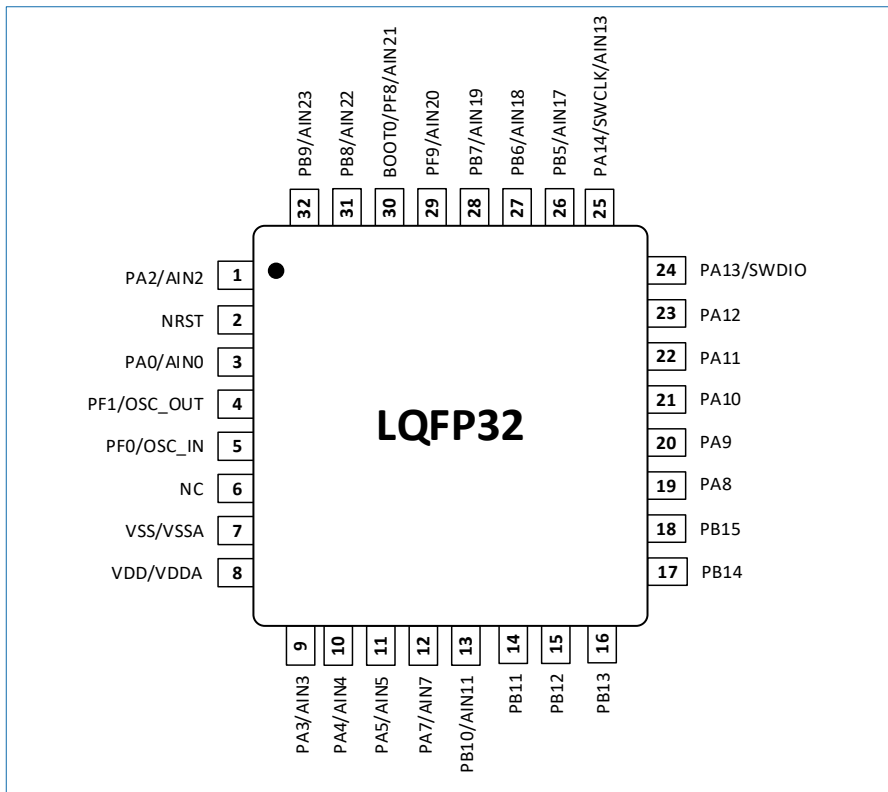 PB9/AIN23
PB8/AIN22
BOOT0/PF8/AIN21
PF9/AIN20
PB7/AIN19
PB6/AIN18
PB5/AIN17
PA14/SWCLK/AIN13
32
31
30
29
28
27
26
25
PA2/AIN2 1
NRST 2
PA0/AIN0 3
PF1/OSC_OUT 4
PF0/OSC_IN 5
NC 6
VSS/VSSA 7
VDD/VDDA 8
LQFP32
24 PA13/SWDIO
23 PA12
22 PA11
21 PA10
20 PA9
19 PA8
18 PB15
17 PB14
9
10
11
12
13
14
15
16
PA3/AIN3
PA4/AIN4
PA5/AIN5
PA7/AIN7
PB10/AIN11
PB11
PB12
PB13